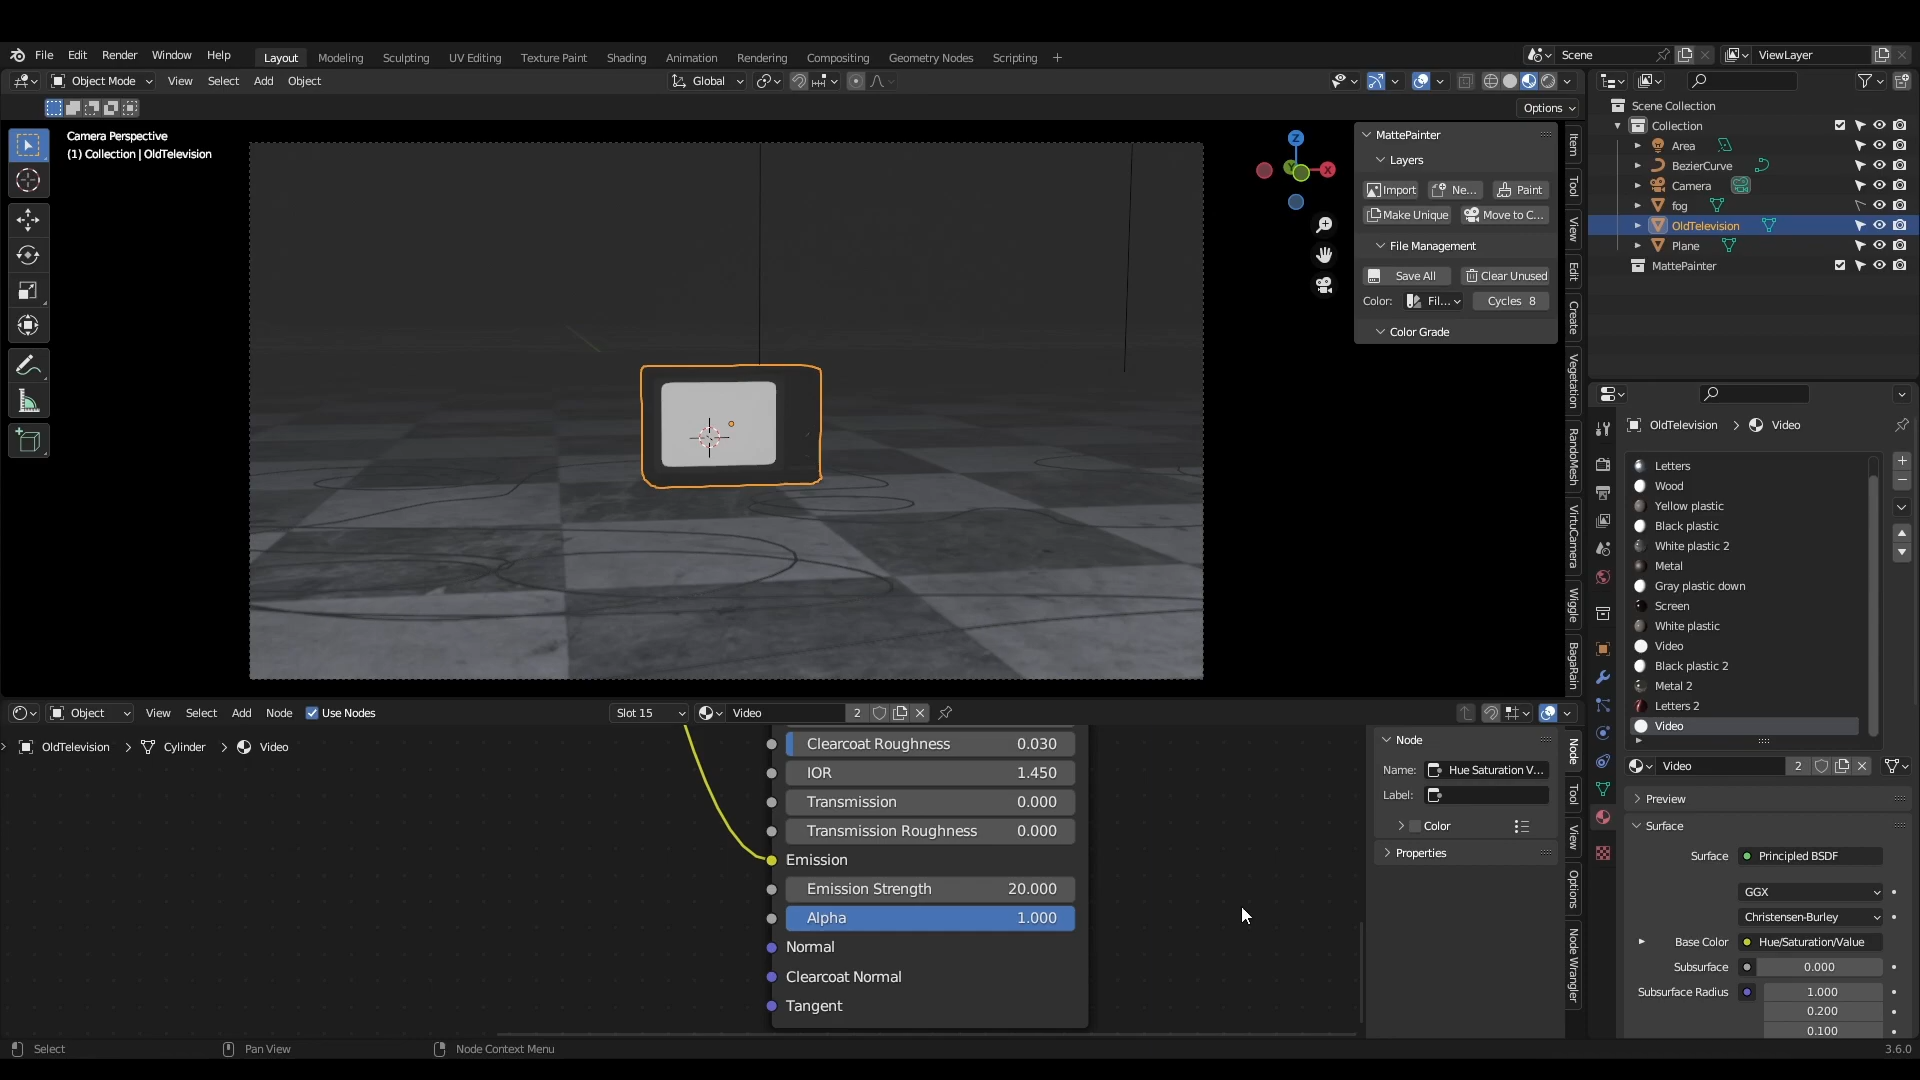 File Edit Render Window Help Layout Modeling Sculpting UV Editing Texture Paint Shading Animation Rendering Compositing Geometry Nodes Scripting + Scene ViewLayer
Object Mode View Select Add Object Global
Options
Camera Perspective
(1) Collection | OldTelevision
Z
Y
X
MattePainter
Layers
Import Ne... Paint
Make Unique Move to C...
File Management
Save All Clear Unused
Color: Fil... Cycles 8
Color Grade
Item
Tool
View
Edit
Create
Vegetation
RandoMesh
VirtuCamera
Wiggle
BagaRain
Scene Collection
Collection
Area
BezierCurve
Camera
fog
OldTelevision
Plane
MattePainter
OldTelevision > Video
Letters
Wood
Yellow plastic
Black plastic
White plastic 2
Metal
Gray plastic down
Screen
White plastic
Video
Black plastic 2
Metal 2
Letters 2
Video
Video 2
Preview
Surface
Surface Principled BSDF
GGX
Christensen-Burley
Base Color Hue/Saturation/Value
Subsurface 0.000
Subsurface Radius 1.000
0.200
0.100
Object View Select Add Node Use Nodes Slot 15 Video 2
OldTelevision > Cylinder > Video
Clearcoat Roughness 0.030
IOR 1.450
Transmission 0.000
Transmission Roughness 0.000
Emission
Emission Strength 20.000
Alpha 1.000
Normal
Clearcoat Normal
Tangent
Node
Name: Hue Saturation V...
Label:
Color
Properties
Node
Tool
View
Options
Node Wrangler
Select Pan View Node Context Menu 3.6.0